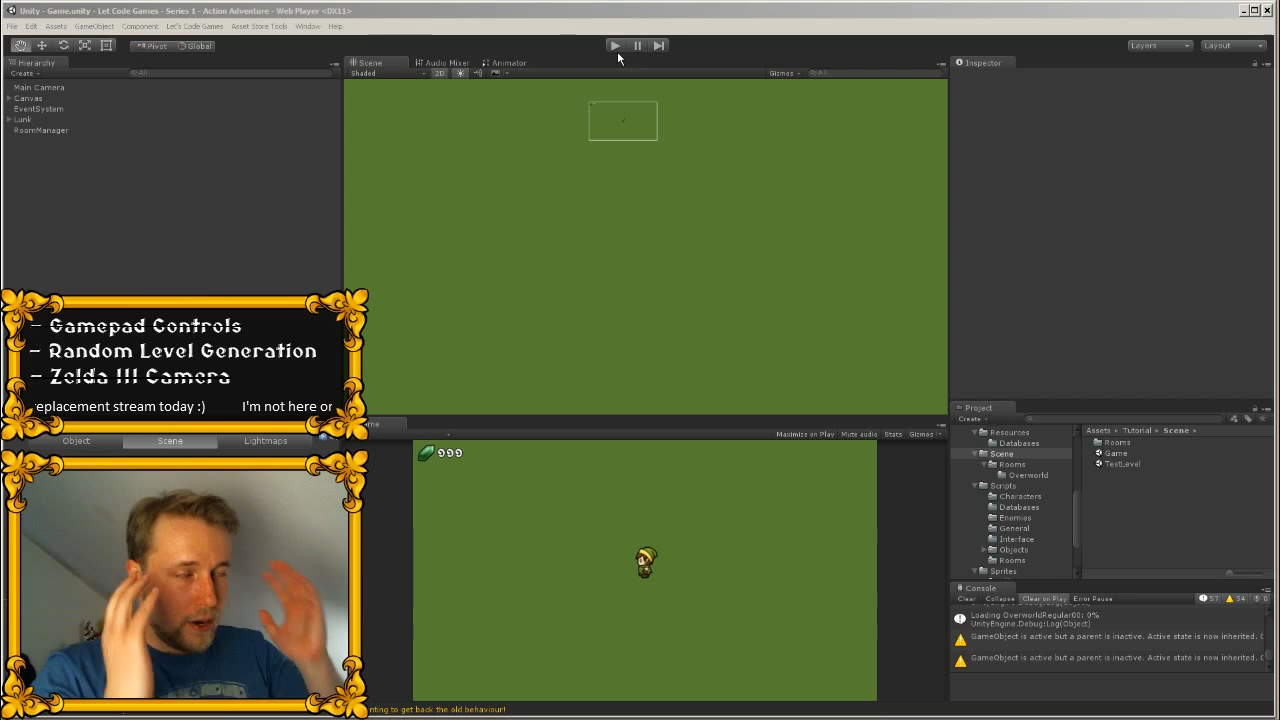 Unity - Game.unity - Let Code Games - Series 1 - Action Adventure - Web Player <DX11>
File Edit Assets GameObject Component Let's Code Games Asset Store Tools Window Help
Pivot Global
Layers Layout
Hierarchy
Create All
Main Camera
Canvas
EventSystem
Lunk
RoomManager
Scene Audio Mixer Animator
Shaded 2D Gizmos All
Inspector
- Gamepad Controls
- Random Level Generation
- Zelda III Camera
eplacement stream today :) I'm not here or
Object Scene Lightmaps
Maximize on Play Mute audio Stats Gizmos
999
Project
Create
Resources
Databases
Scene
Rooms
Overworld
Scripts
Characters
Databases
Enemies
General
Interface
Objects
Rooms
Sprites
Assets Tutorial Scene
Rooms
Game
TestLevel
Console
Clear Collapse Clear on Play Error Pause 57 54 0
Loading OverworldRegular00: 0%
UnityEngine.Debug:Log(Object)
GameObject is active but a parent is inactive. Active state is now inherited.
GameObject is active but a parent is inactive. Active state is now inherited.
nting to get back the old behaviour!